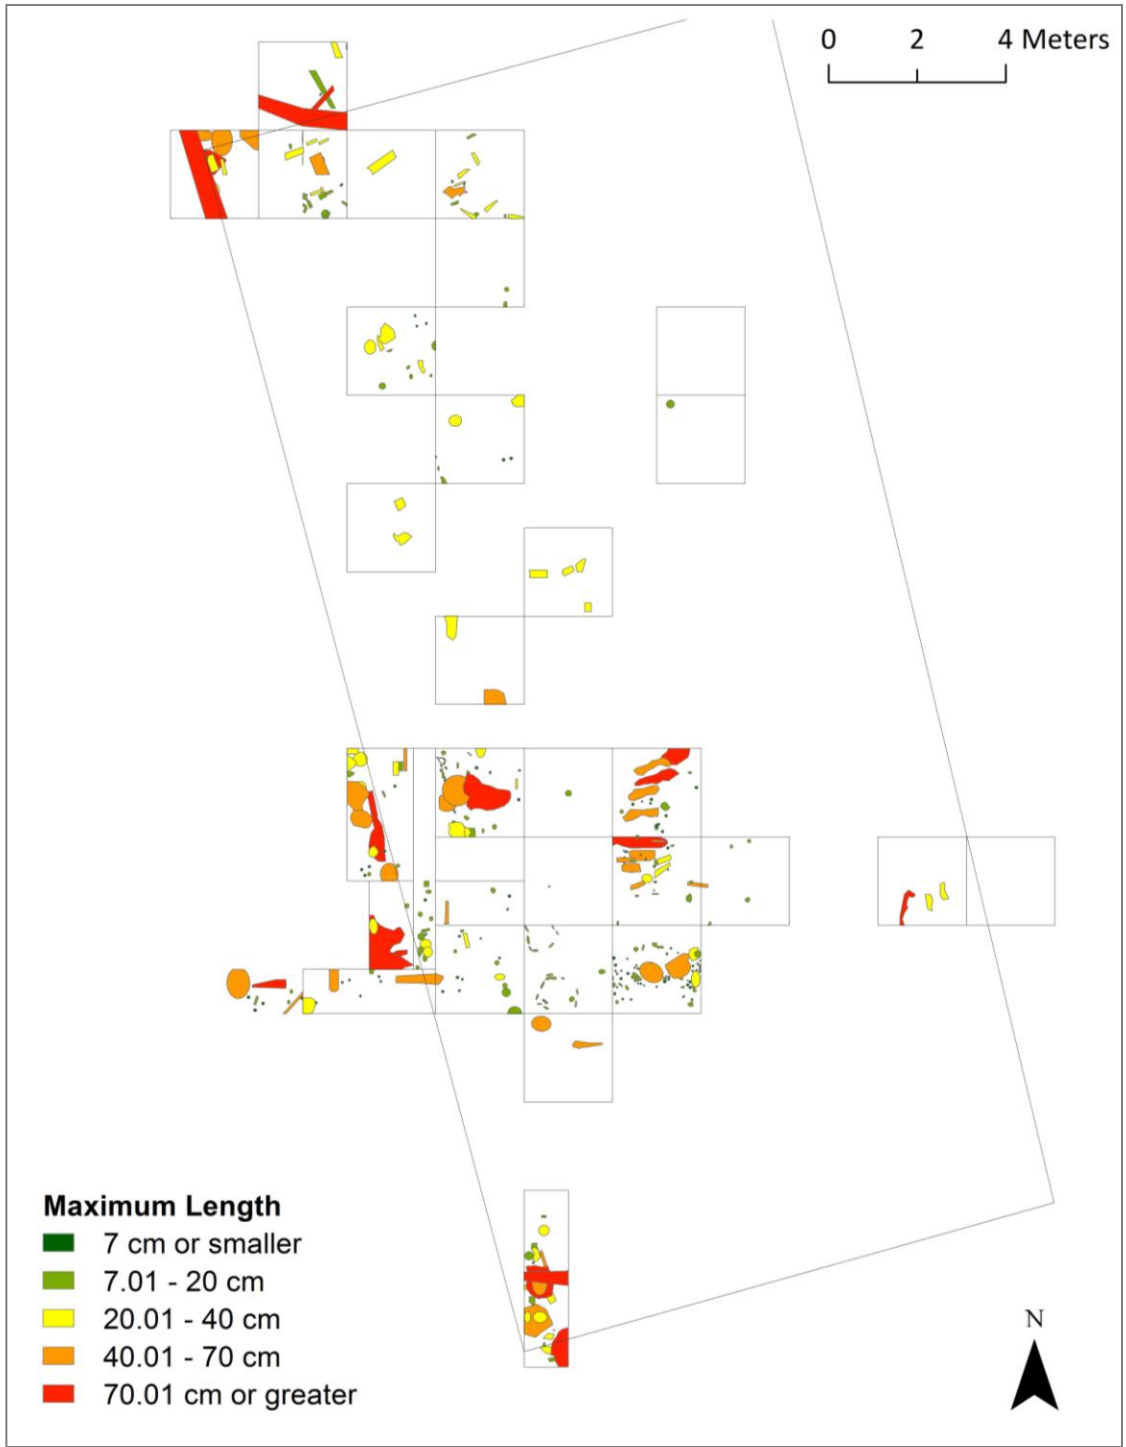 0 2 4 Meters
Maximum Length
7 cm or smaller
7.01 - 20 cm
20.01 - 40 cm
40.01 - 70 cm
70.01 cm or greater
N